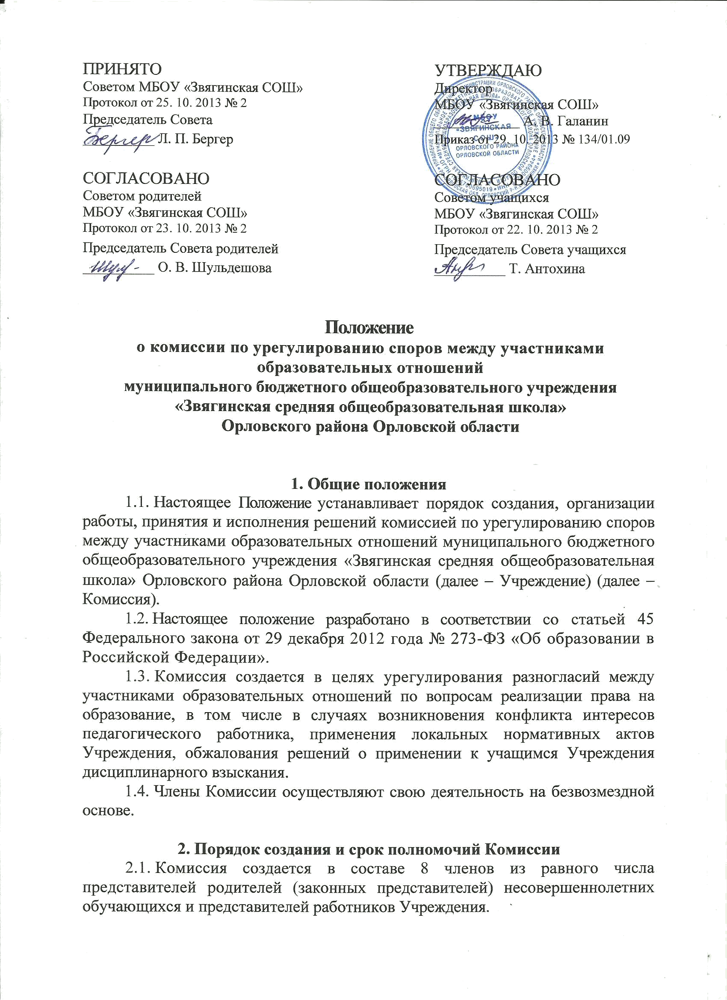 ПРИНЯТО
Советом МБОУ «Звягинская СОШ»
Протокол от 25. 10. 2013 № 2
Председатель Совета
Бергер Л. П. Бергер
УТВЕРЖДАЮ
Директор
МБОУ «Звягинская СОШ»
А. В. Галанин
Приказ от 29. 10. 2013 № 134/01.09
МБОУ
«ЗВЯГИНСКАЯ
СОШ»
ОРЛОВСКОГО РАЙОНА
ОРЛОВСКОЙ ОБЛАСТИ
СОГЛАСОВАНО
Советом родителей
МБОУ «Звягинская СОШ»
Протокол от 23. 10. 2013 № 2
Председатель Совета родителей
О. В. Шульдешова
СОГЛАСОВАНО
Советом учащихся
МБОУ «Звягинская СОШ»
Протокол от 22. 10. 2013 № 2
Председатель Совета учащихся
Т. Антохина
Положение
о комиссии по урегулированию споров между участниками
образовательных отношений
муниципального бюджетного общеобразовательного учреждения
«Звягинская средняя общеобразовательная школа»
Орловского района Орловской области
1. Общие положения
1.1. Настоящее Положение устанавливает порядок создания, организации
работы, принятия и исполнения решений комиссией по урегулированию споров
между участниками образовательных отношений муниципального бюджетного
общеобразовательного учреждения «Звягинская средняя общеобразовательная
школа» Орловского района Орловской области (далее – Учреждение) (далее –
Комиссия).
1.2. Настоящее положение разработано в соответствии со статьей 45
Федерального закона от 29 декабря 2012 года № 273-ФЗ «Об образовании в
Российской Федерации».
1.3. Комиссия создается в целях урегулирования разногласий между
участниками образовательных отношений по вопросам реализации права на
образование, в том числе в случаях возникновения конфликта интересов
педагогического работника, применения локальных нормативных актов
Учреждения, обжалования решений о применении к учащимся Учреждения
дисциплинарного взыскания.
1.4. Члены Комиссии осуществляют свою деятельность на безвозмездной
основе.
2. Порядок создания и срок полномочий Комиссии
2.1. Комиссия создается в составе 8 членов из равного числа
представителей родителей (законных представителей) несовершеннолетних
обучающихся и представителей работников Учреждения.